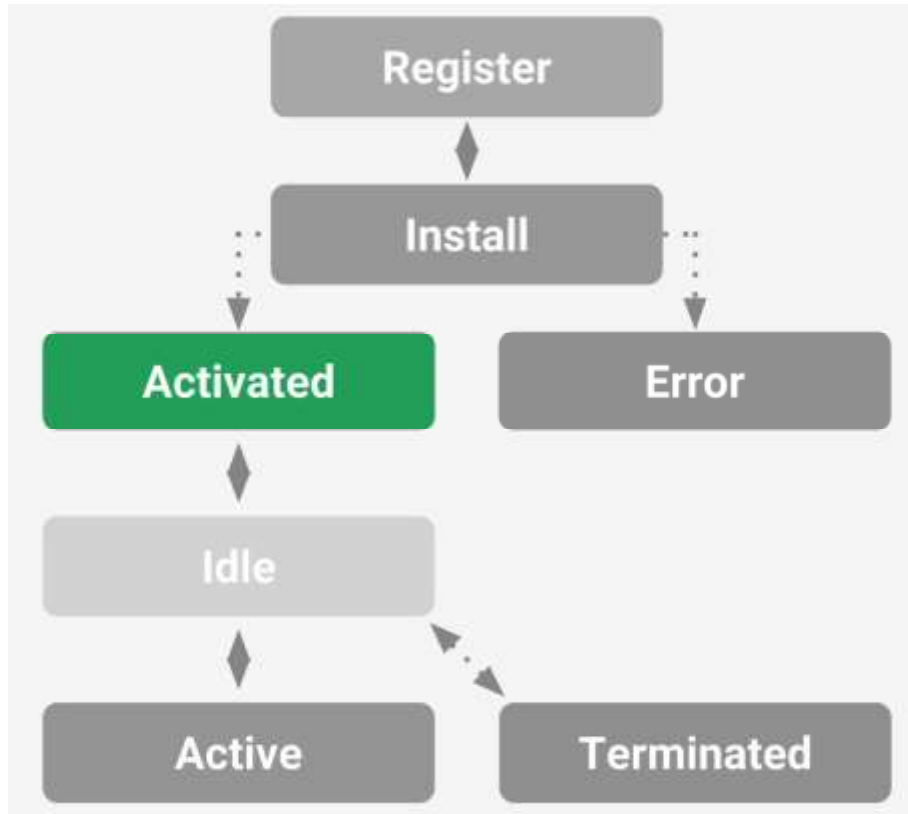 Register
Install
Activated
Error
Idle
Active
Terminated